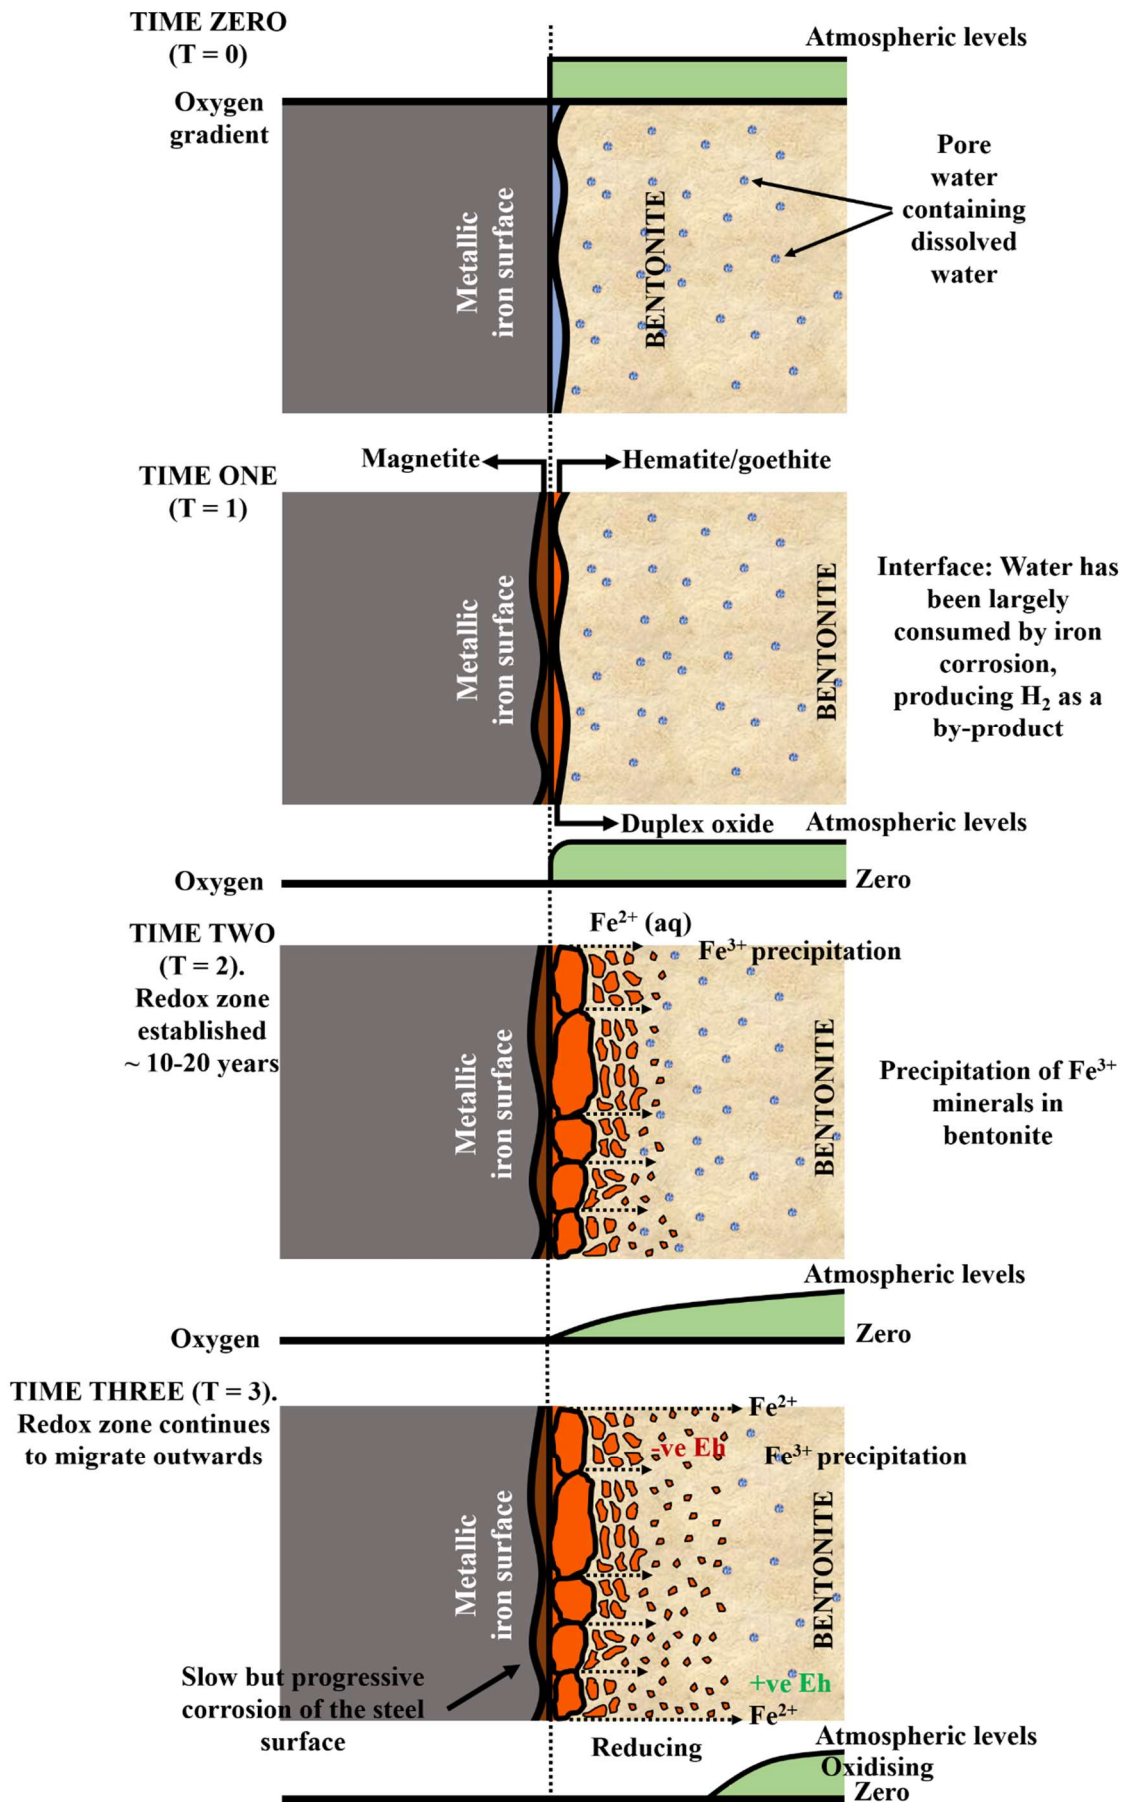 TIME ZERO
(T = 0)
Atmospheric levels
Oxygen
gradient
Metallic
iron surface
BENTONITE
Pore
water
containing
dissolved
water
TIME ONE
(T = 1)
Magnetite
Hematite/goethite
Metallic
iron surface
BENTONITE
Interface: Water has
been largely
consumed by iron
corrosion,
producing H₂ as a
by-product
Duplex oxide
Atmospheric levels
Oxygen
Zero
TIME TWO
(T = 2).
Redox zone
established
~ 10-20 years
Fe²⁺ (aq)
Fe³⁺ precipitation
Metallic
iron surface
BENTONITE
Precipitation of Fe³⁺
minerals in
bentonite
Atmospheric levels
Oxygen
Zero
TIME THREE (T = 3).
Redox zone continues
to migrate outwards
Fe²⁺
-ve Eh
Fe³⁺ precipitation
Metallic
iron surface
BENTONITE
Slow but progressive
corrosion of the steel
surface
+ve Eh
Fe²⁺
Reducing
Atmospheric levels
Oxidising
Zero